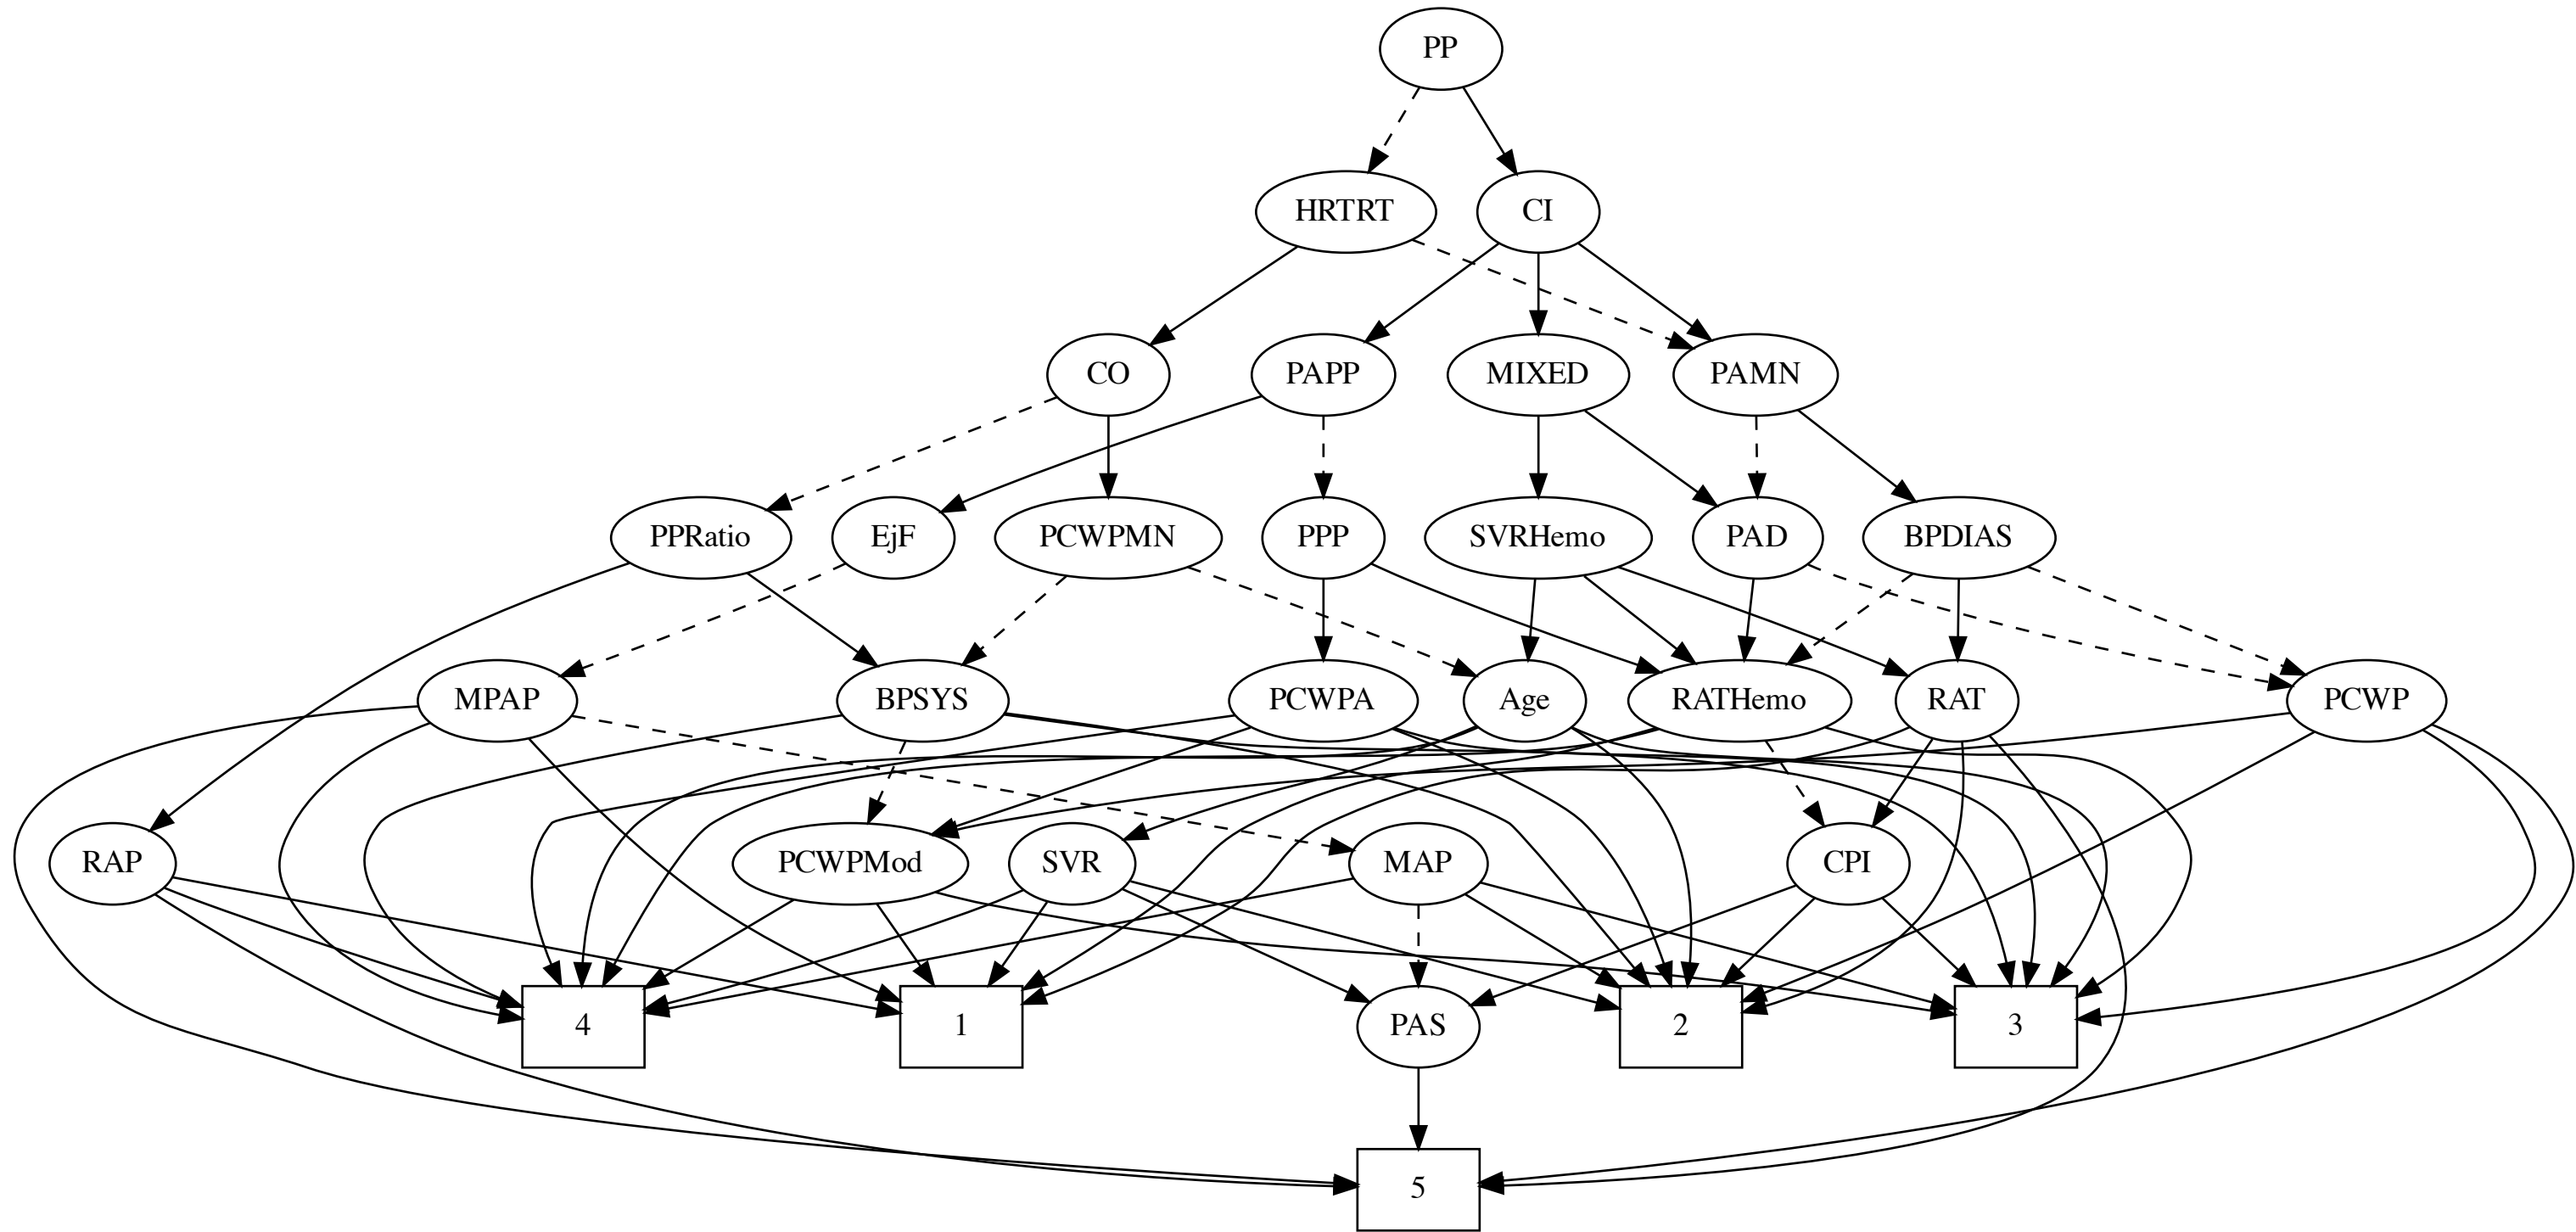 PP
HRTRT
CI
CO
PAPP
MIXED
PAMN
PPRatio
EjF
PCWPMN
PPP
SVRHemo
PAD
BPDIAS
MPAP
BPSYS
PCWPA
Age
RATHemo
RAT
PCWP
RAP
PCWPMod
SVR
MAP
CPI
4
1
PAS
2
3
5